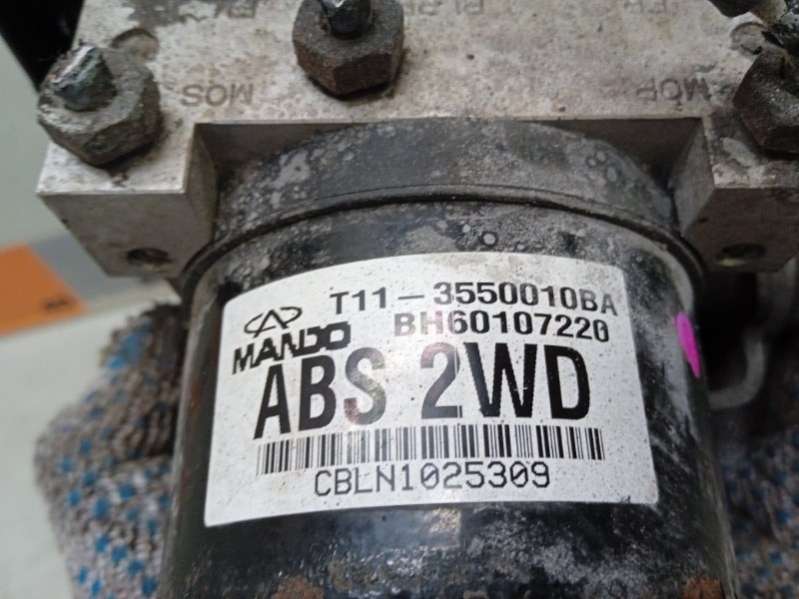 MOS
MOP
T11-3550010BA
BH60107220
MANDO
ABS 2WD
CBLN1025309